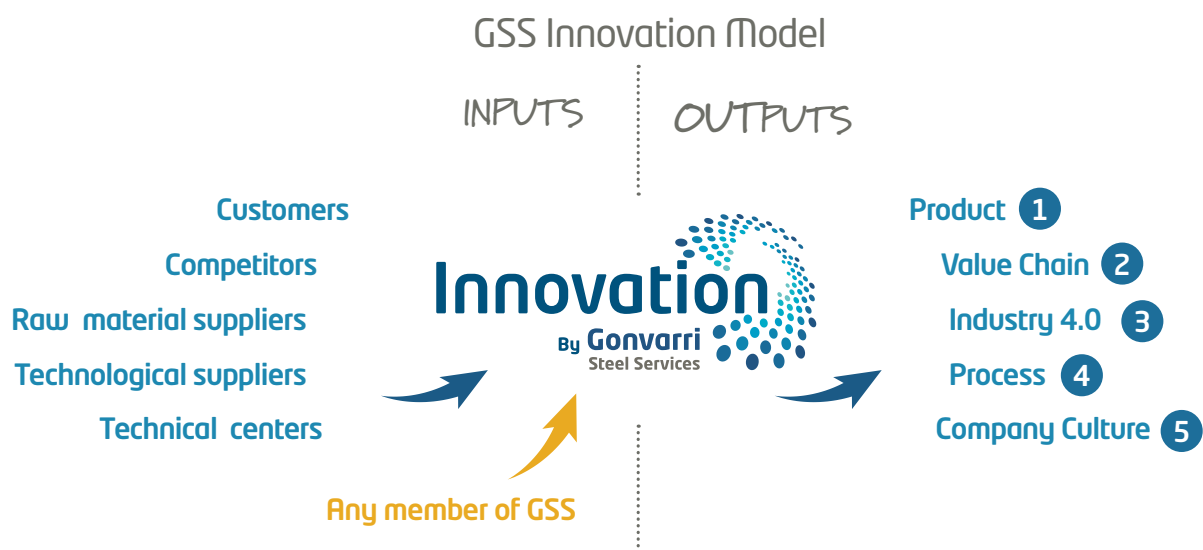 GSS Innovation Model
INPUTS
OUTPUTS
Customers
Competitors
Raw material suppliers
Technological suppliers
Technical centers
Any member of GSS
Innovation
By Gonvarri
Steel Services
Product 1
Value Chain 2
Industry 4.0 3
Process 4
Company Culture 5